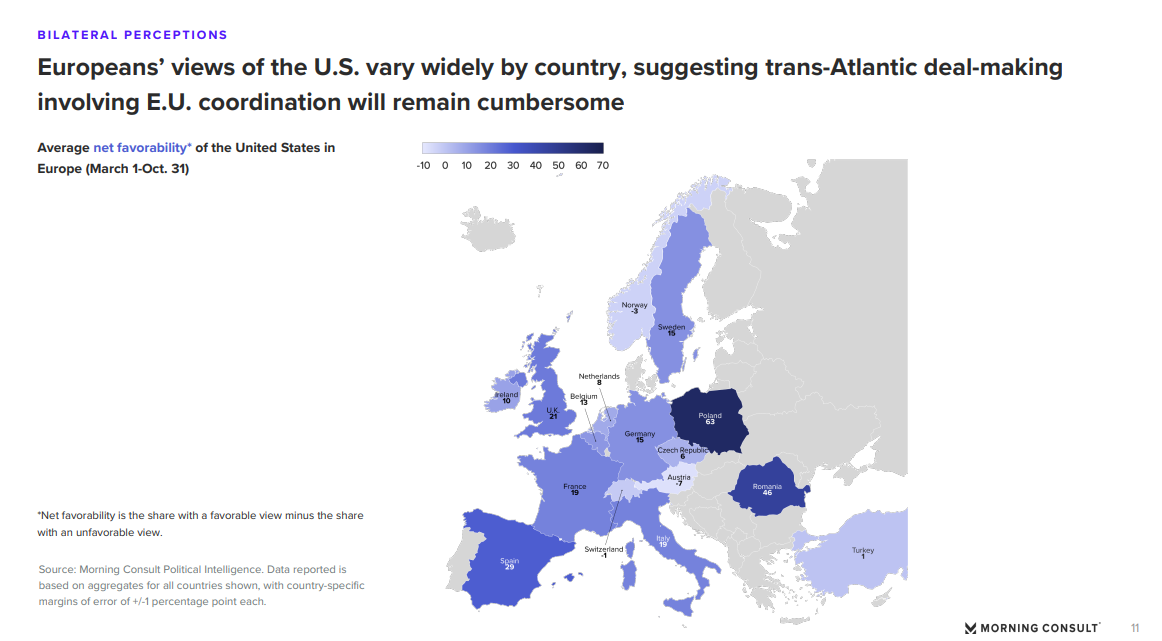 BILATERAL PERCEPTIONS
Europeans’ views of the U.S. vary widely by country, suggesting trans-Atlantic deal-making
involving E.U. coordination will remain cumbersome
Average net favorability* of the United States in
Europe (March 1-Oct. 31)
-10 0 10 20 30 40 50 60 70
Norway
-3
Sweden
15
Netherlands
8
Belgium
13
Ireland
10
U.K.
21
Poland
63
Germany
15
Czech Republic
6
Austria
-7
Romania
46
France
19
Italy
19
Switzerland
-1
Turkey
1
Spain
29
*Net favorability is the share with a favorable view minus the share
with an unfavorable view.
Source: Morning Consult Political Intelligence. Data reported is
based on aggregates for all countries shown, with country-specific
margins of error of +/-1 percentage point each.
MORNING CONSULT
11